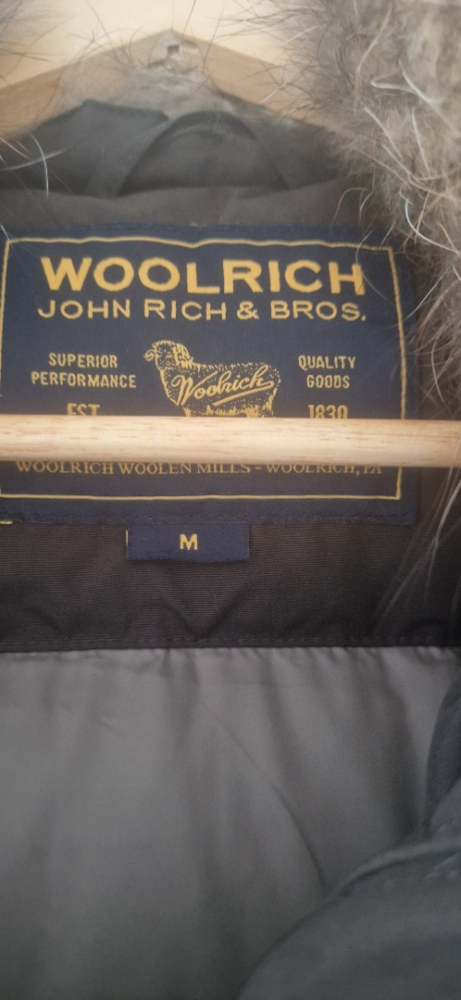 WOOLRICH
JOHN RICH & BROS.
SUPERIOR PERFORMANCE
Woolrich
QUALITY GOODS
EST 1830
WOOLRICH WOOLEN MILLS - WOOLRICH, PA
M